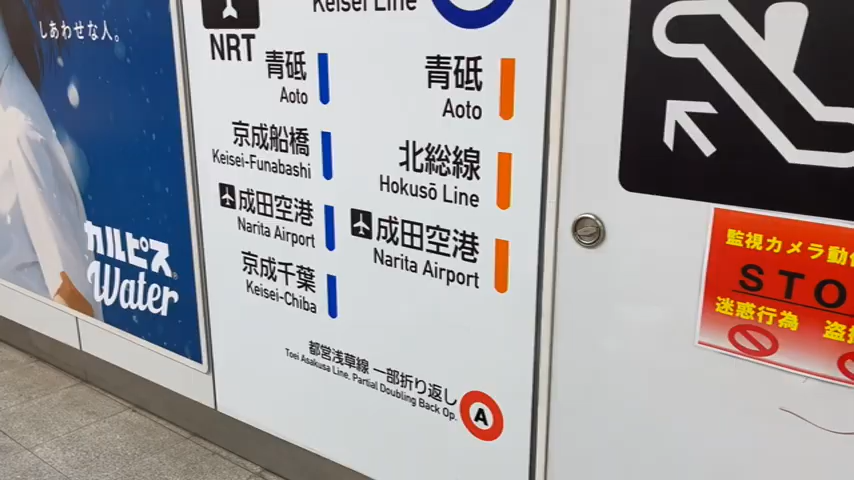 しあわせな人。
カルピス
Water
Keisei Line
NRT
青砥
Aoto
京成船橋
Keisei-Funabashi
成田空港
Narita Airport
京成千葉
Keisei-Chiba
青砥
Aoto
北総線
Hokusō Line
成田空港
Narita Airport
都営浅草線 一部折り返し
Toei Asakusa Line, Partial Doubling Back Op.
A
監視カメラ動作
STO
迷惑行為 盗撮